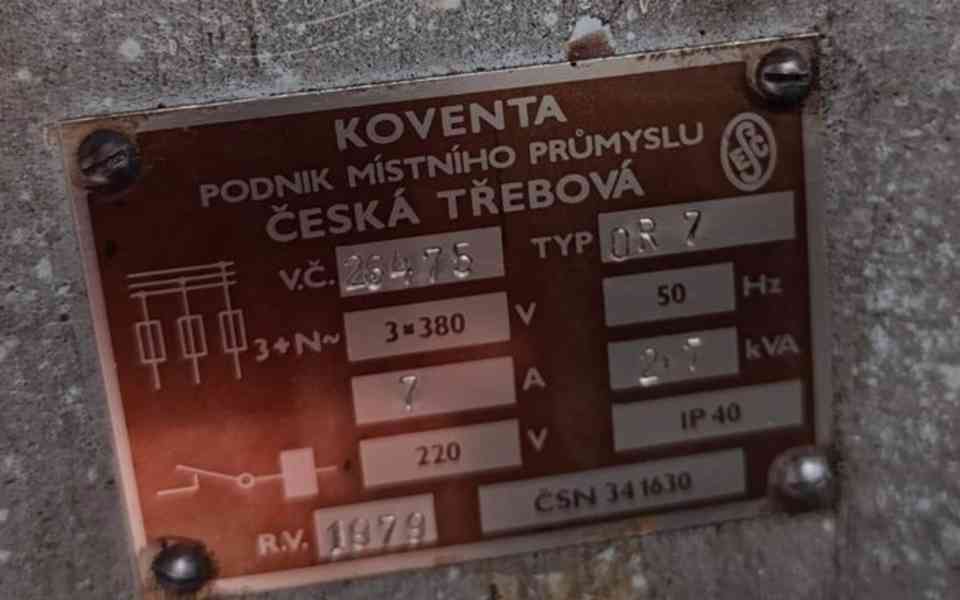 KOVENTA
PODNIK MÍSTNÍHO PRŮMYSLU
ČESKÁ TŘEBOVÁ
ESČ
V.Č. 26475 TYP OR 7
3+N~ 3×380 V 50 Hz
7 A 2,7 kVA
220 V IP 40
R.V. 1979 ČSN 34 1630